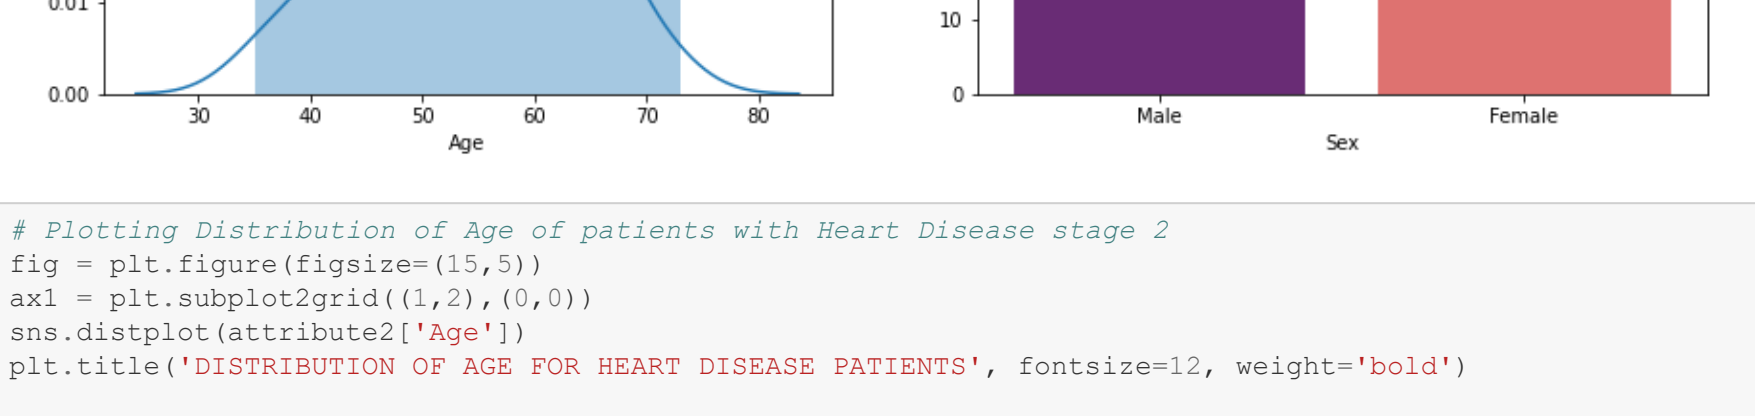 0.01
0.00
30 40 50 60 70 80
Age
10
0
Male Female
Sex
# Plotting Distribution of Age of patients with Heart Disease stage 2
fig = plt.figure(figsize=(15,5))
ax1 = plt.subplot2grid((1,2),(0,0))
sns.distplot(attribute2['Age'])
plt.title('DISTRIBUTION OF AGE FOR HEART DISEASE PATIENTS', fontsize=12, weight='bold')